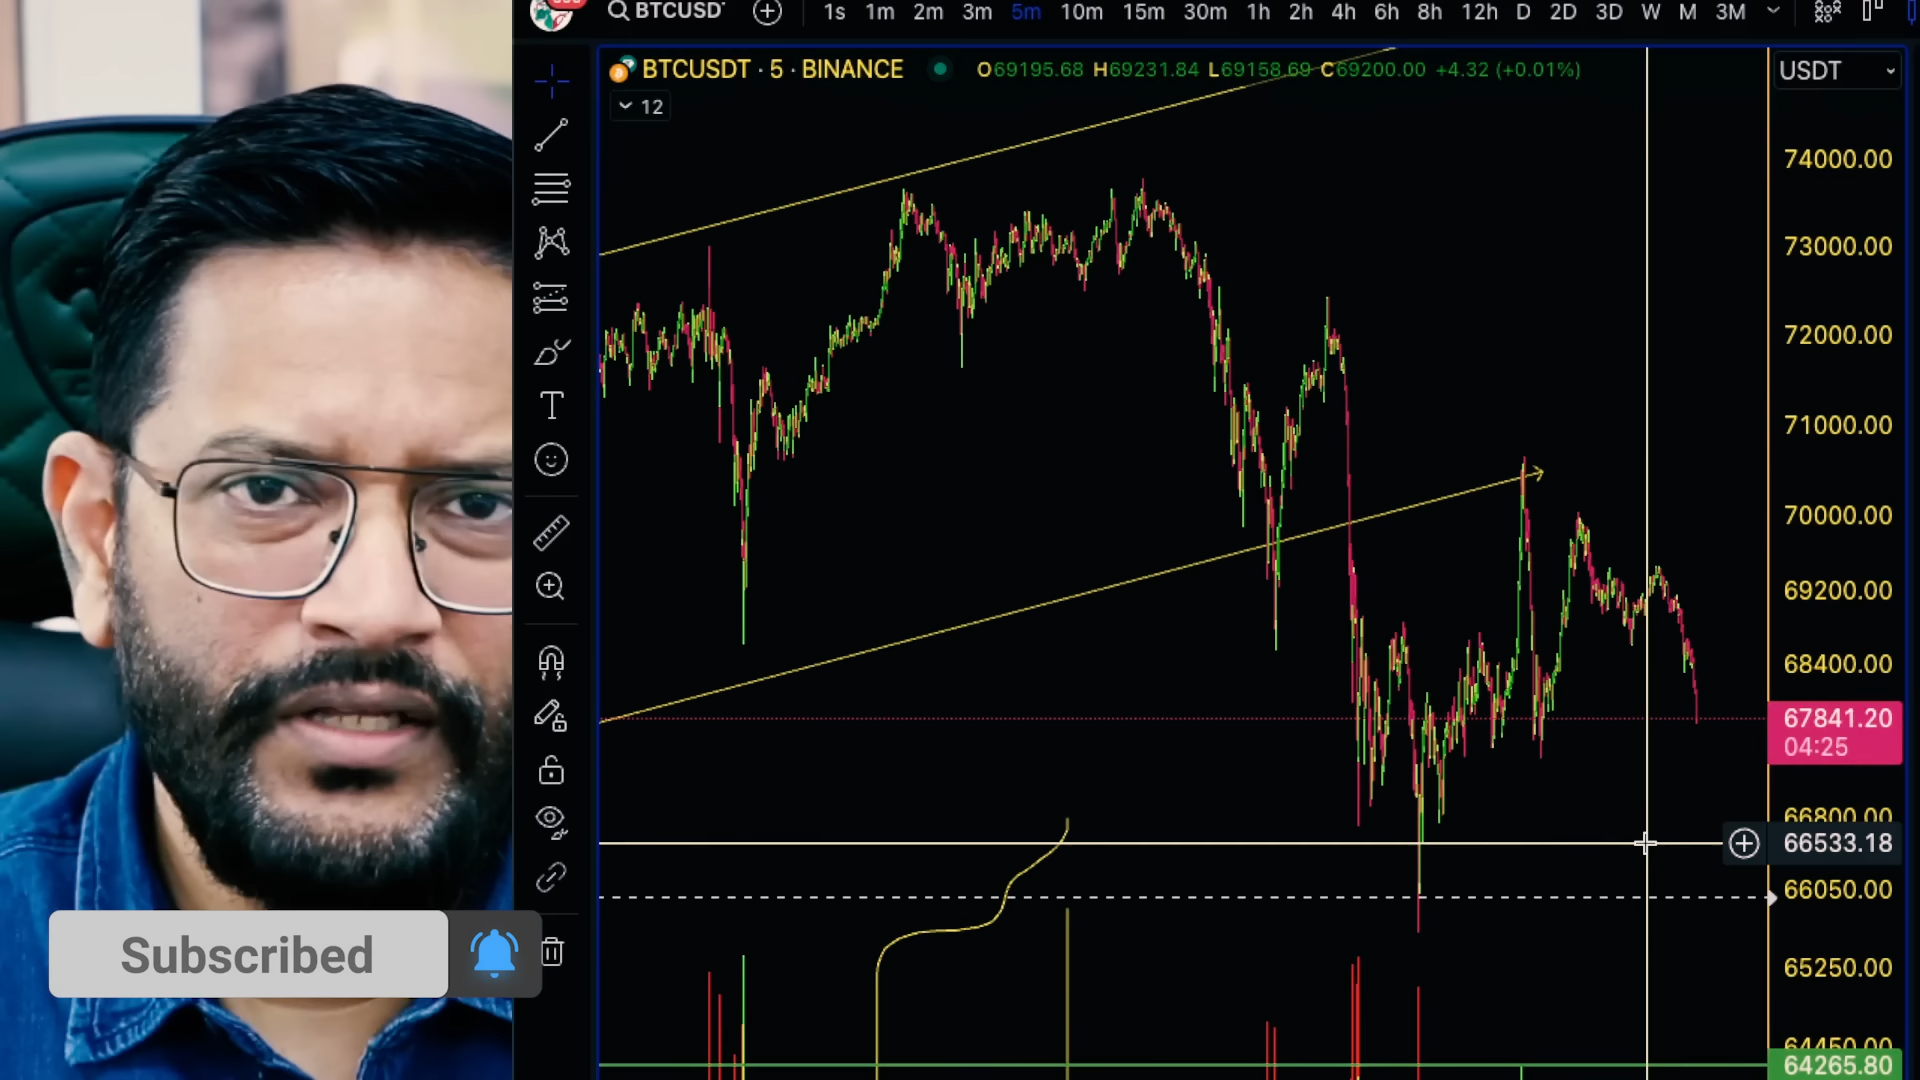 BTCUSDT
1s 1m 2m 3m 5m 10m 15m 30m 1h 2h 4h 6h 8h 12h D 2D 3D W M 3M
BTCUSDT · 5 · BINANCE O69195.68 H69231.84 L69158.69 C69200.00 +4.32 (+0.01%)
USDT
12
74000.00
73000.00
72000.00
71000.00
70000.00
69200.00
68400.00
67841.20
04:25
66800.00
66533.18
66050.00
65250.00
64450.00
64265.80
T
Subscribed